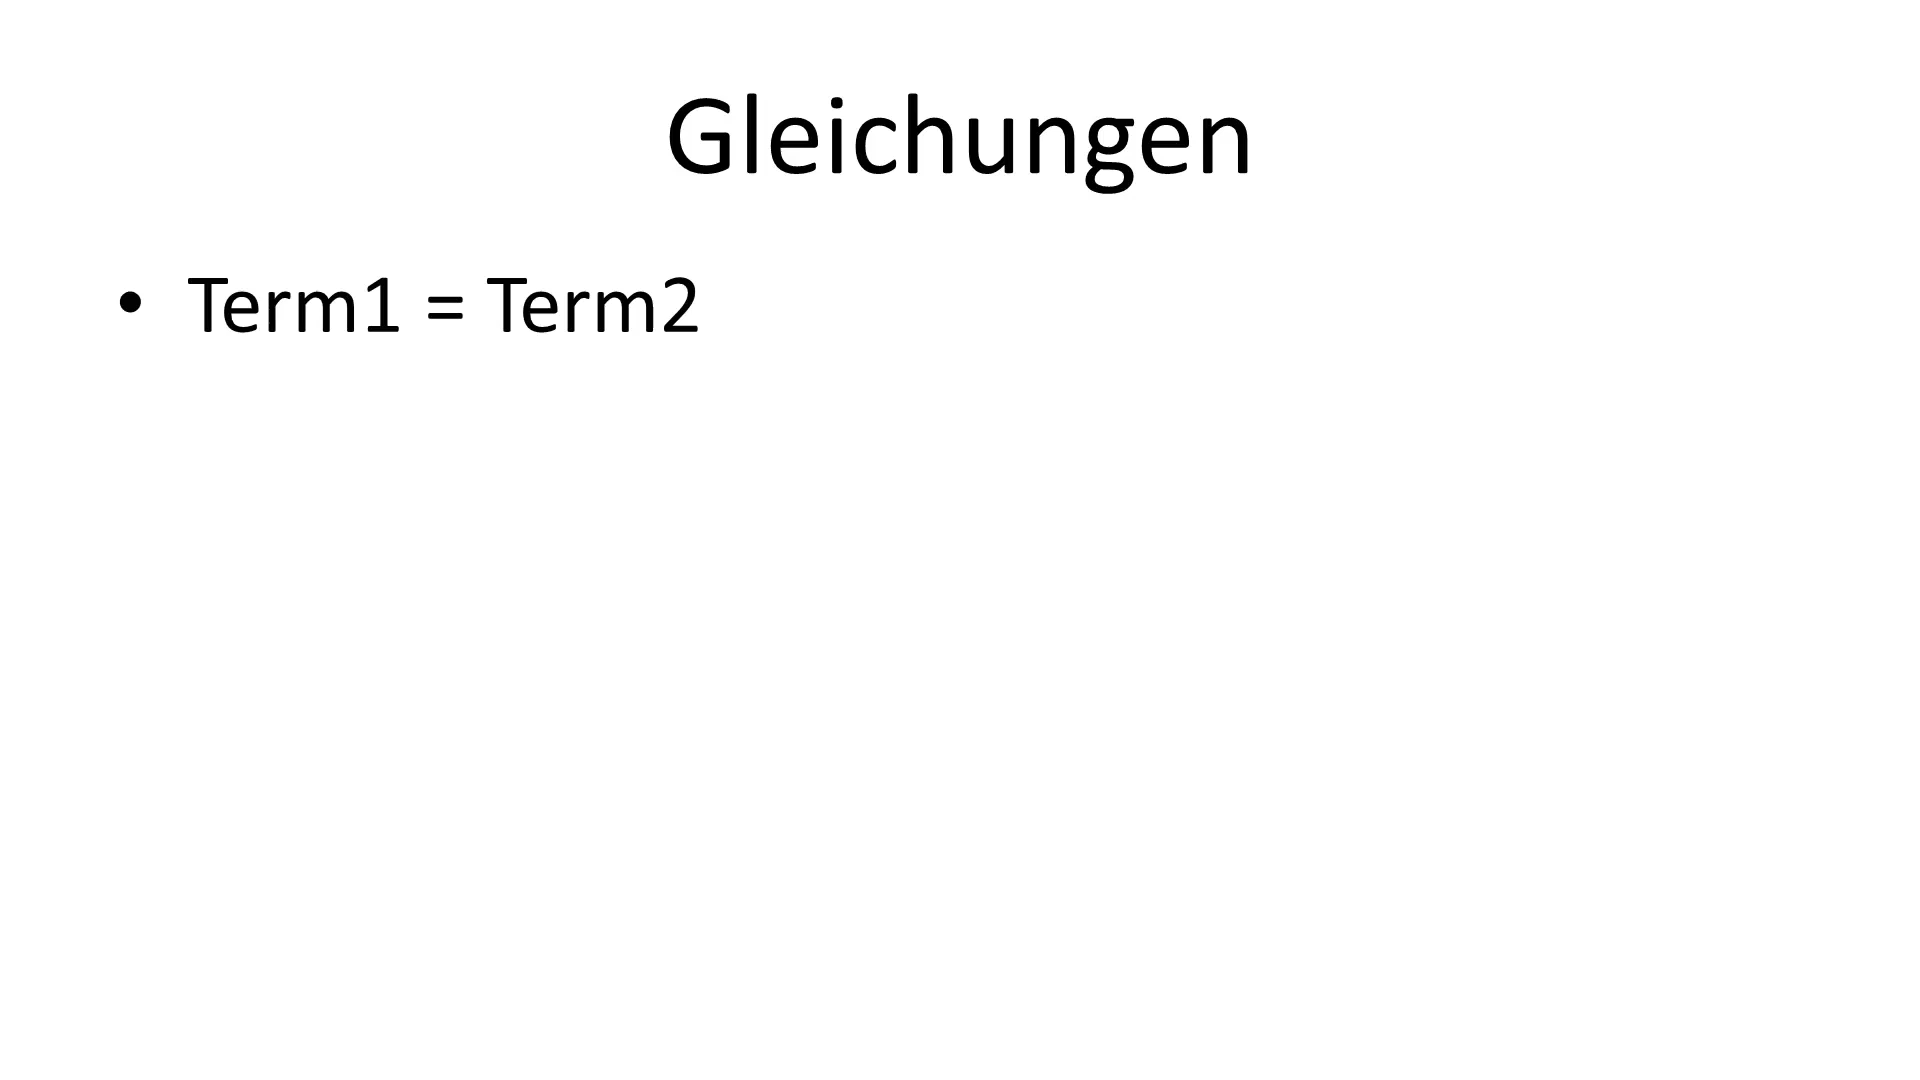 Gleichungen
• Term1 = Term2